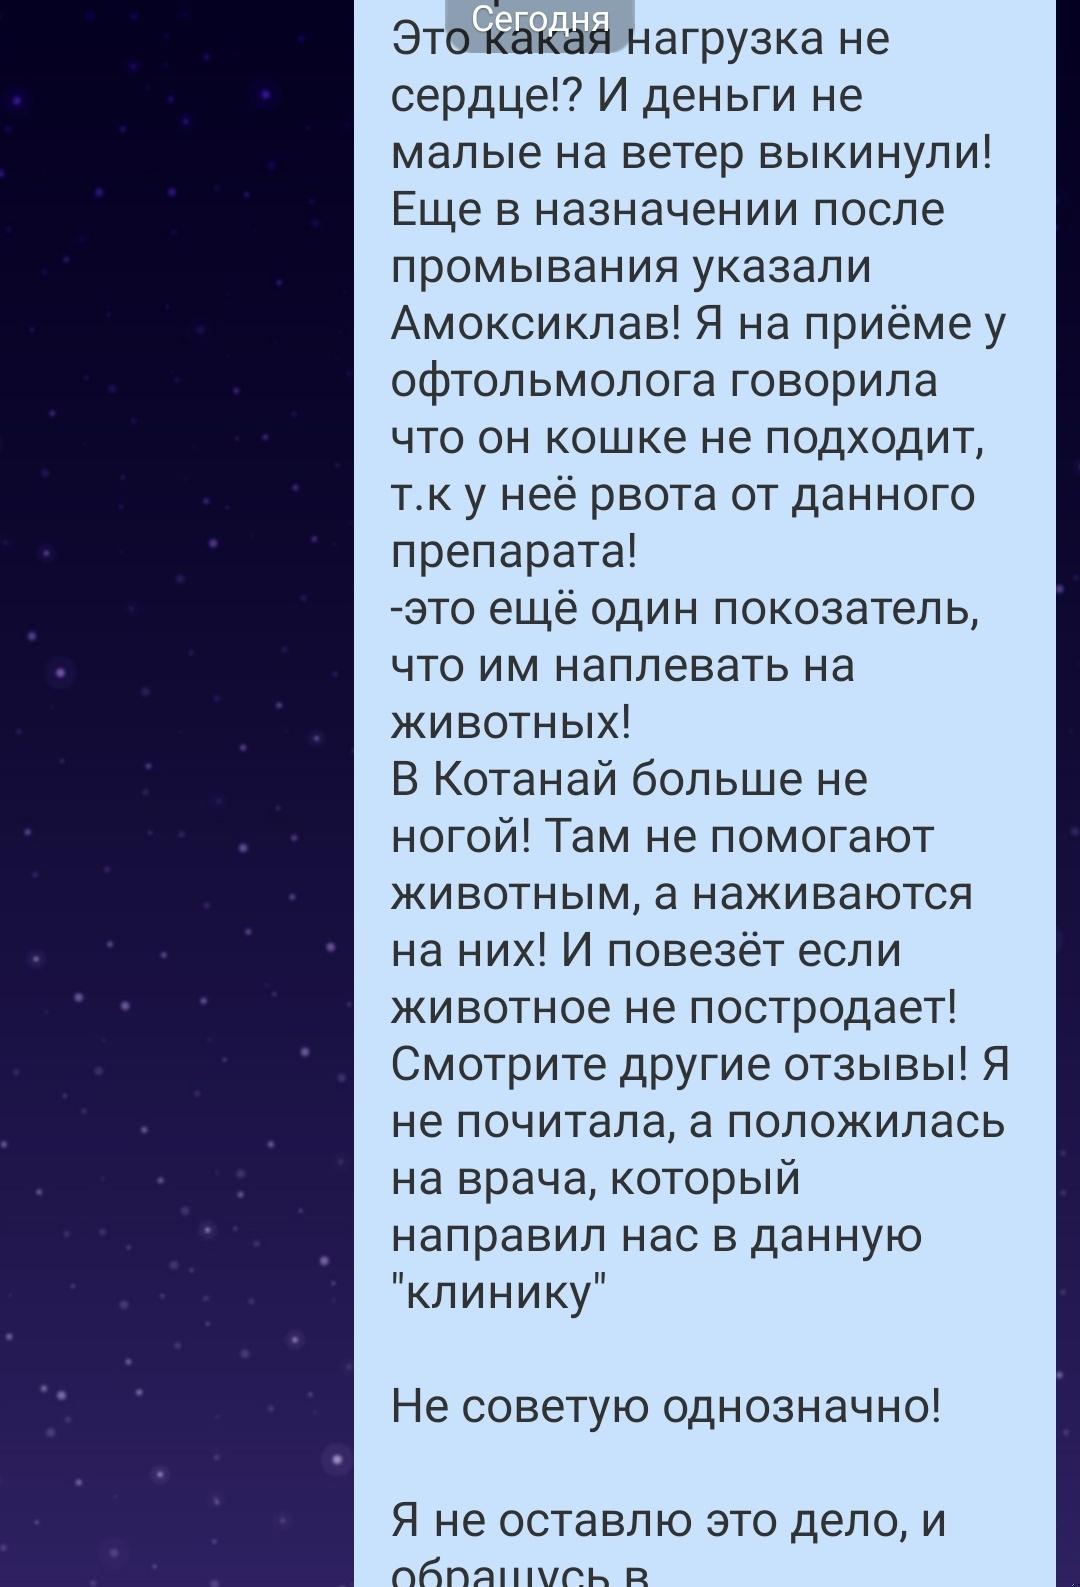 Сегодня
Это какая нагрузка не
сердце!? И деньги не
малые на ветер выкинули!
Еще в назначении после
промывания указали
Амоксиклав! Я на приёме у
офтольмолога говорила
что он кошке не подходит,
т.к у неё рвота от данного
препарата!
-это ещё один покозатель,
что им наплевать на
животных!
В Котанай больше не
ногой! Там не помогают
животным, а наживаются
на них! И повезёт если
животное не постродает!
Смотрите другие отзывы! Я
не почитала, а положилась
на врача, который
направил нас в данную
"клинику"
Не советую однозначно!
Я не оставлю это дело, и
обращусь в